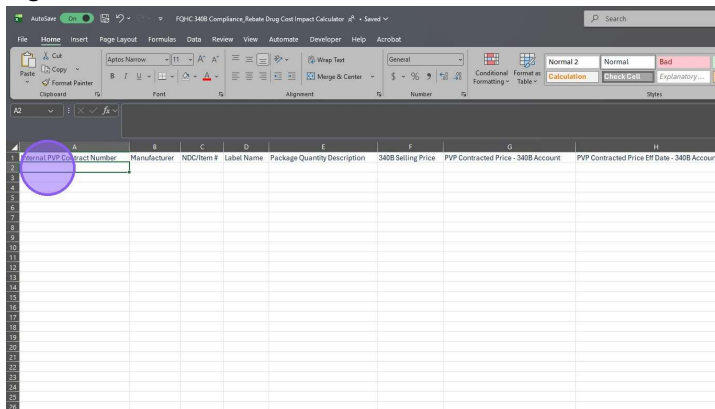 AutoSave On FQHC 340B Compliance_Rebate Drug Cost Impact Calculator • Saved Search
File Home Insert Page Layout Formulas Data Review View Automate Developer Help Acrobat
Paste Cut Copy Format Painter
Clipboard
Aptos Narrow 11 A A
B I U A
Font
Wrap Text
Merge & Center
Alignment
General
$ % 9
Number
Conditional Formatting Format as Table
Normal 2 Normal Bad
Calculation Check Cell Explanatory ...
Styles
A2 fx
A B C D E F G H
1 Internal PVP Contract Number Manufacturer NDC/Item # Label Name Package Quantity Description 340B Selling Price PVP Contracted Price - 340B Account PVP Contracted Price Eff Date - 340B Accour
2
3
4
5
6
7
8
9
10
11
12
13
14
15
16
17
18
19
20
21
22
23
24
25
26